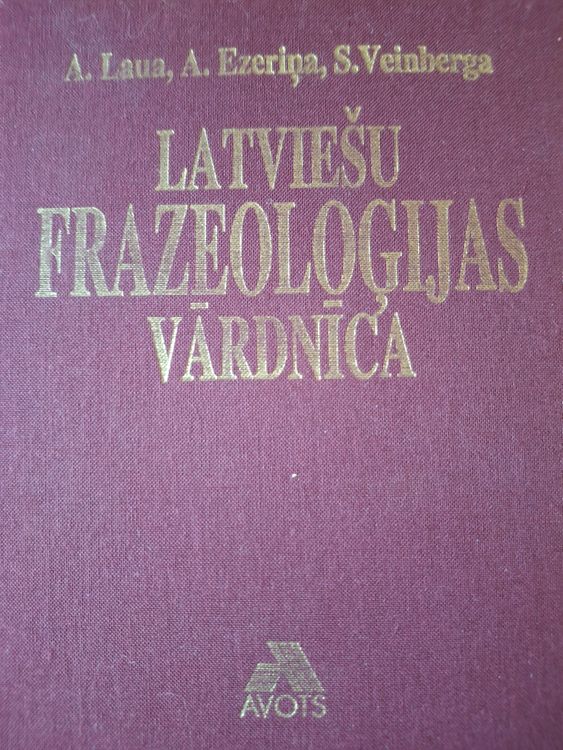 A. Laua, A. Ezeriņa, S. Veinberga
LATVIEŠU
FRAZEOLOĢIJAS
VĀRDNĪCA
AVOTS